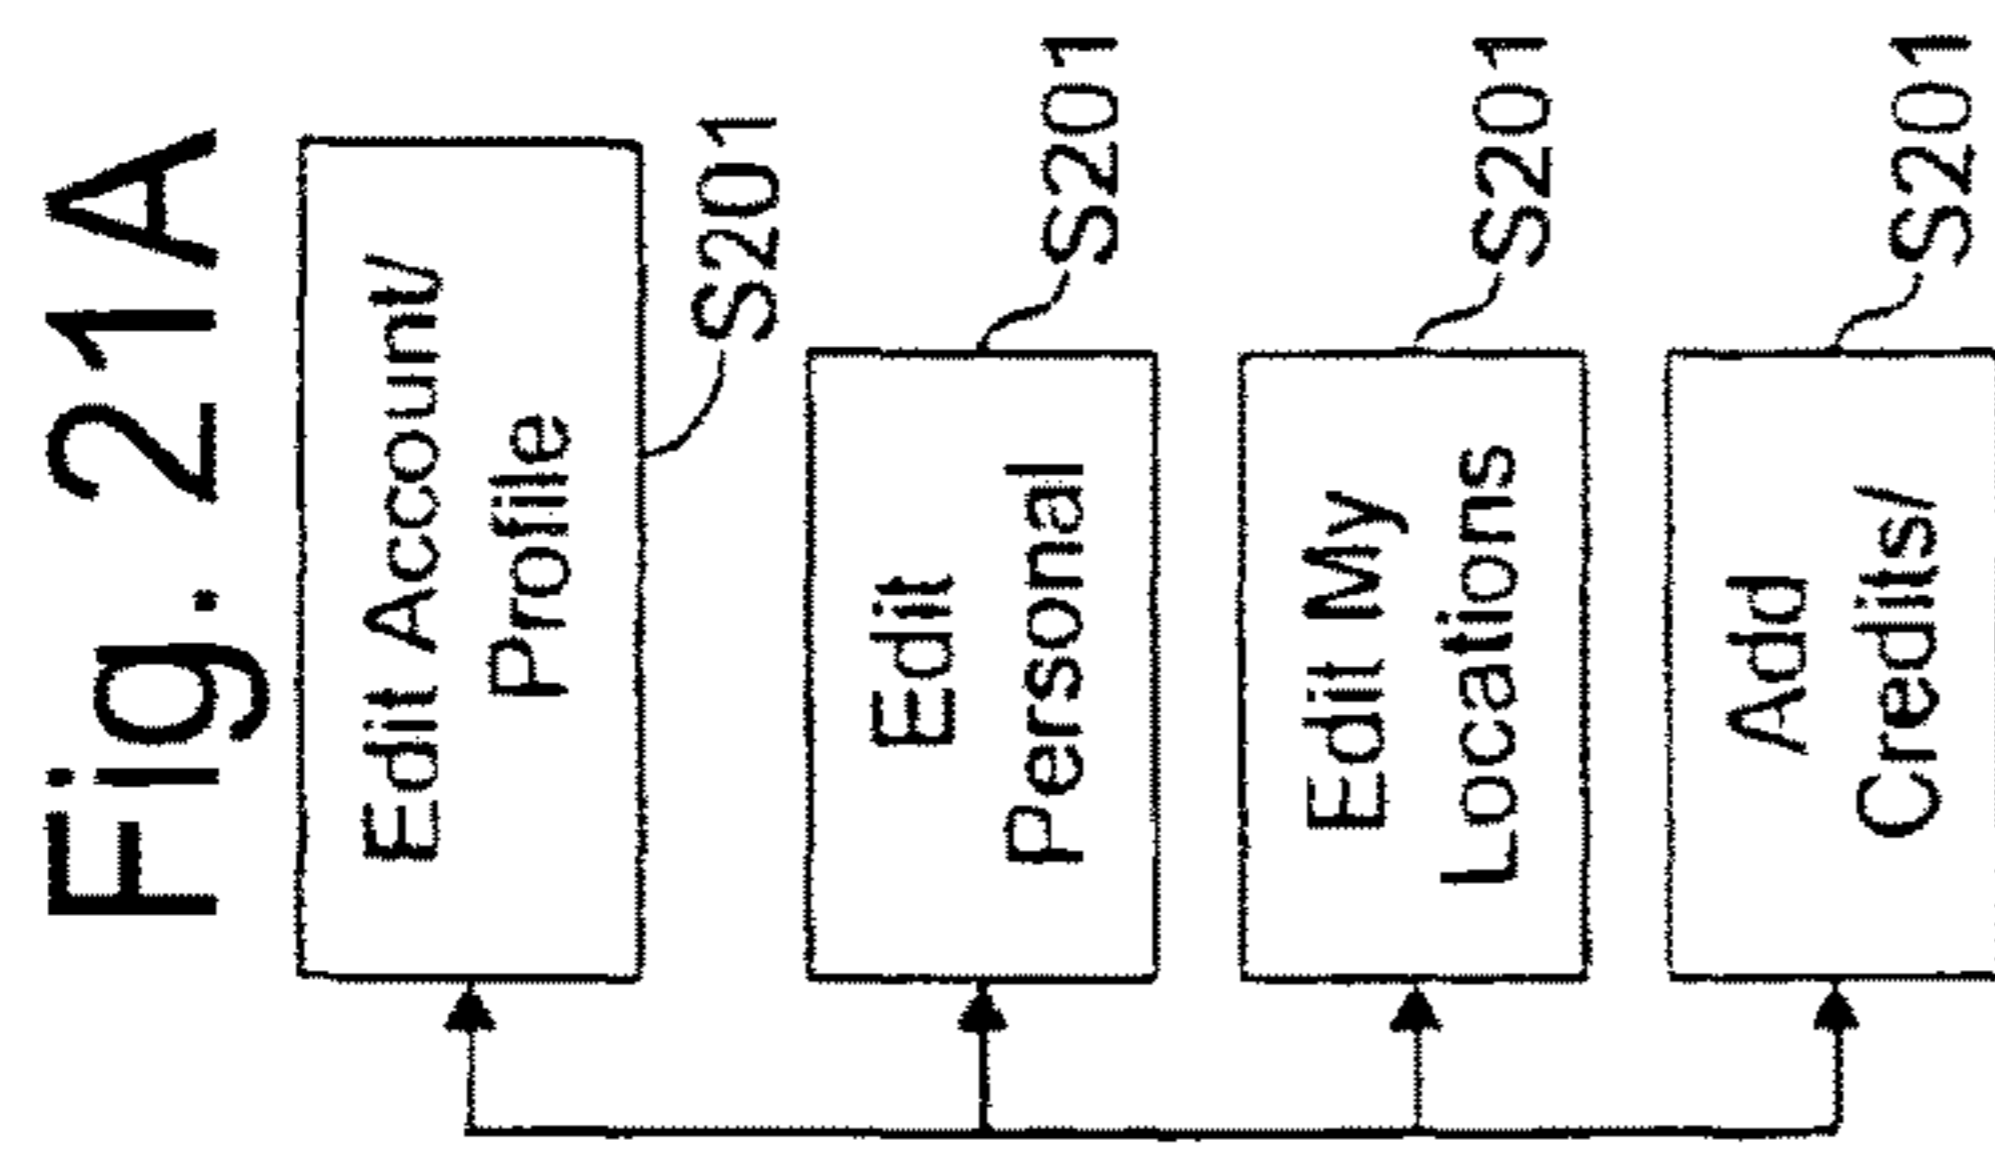 Fig. 21A
Edit Account/
Profile
S201
Edit
Personal
S201
Edit My
Locations
S201
Add
Credits/
S201